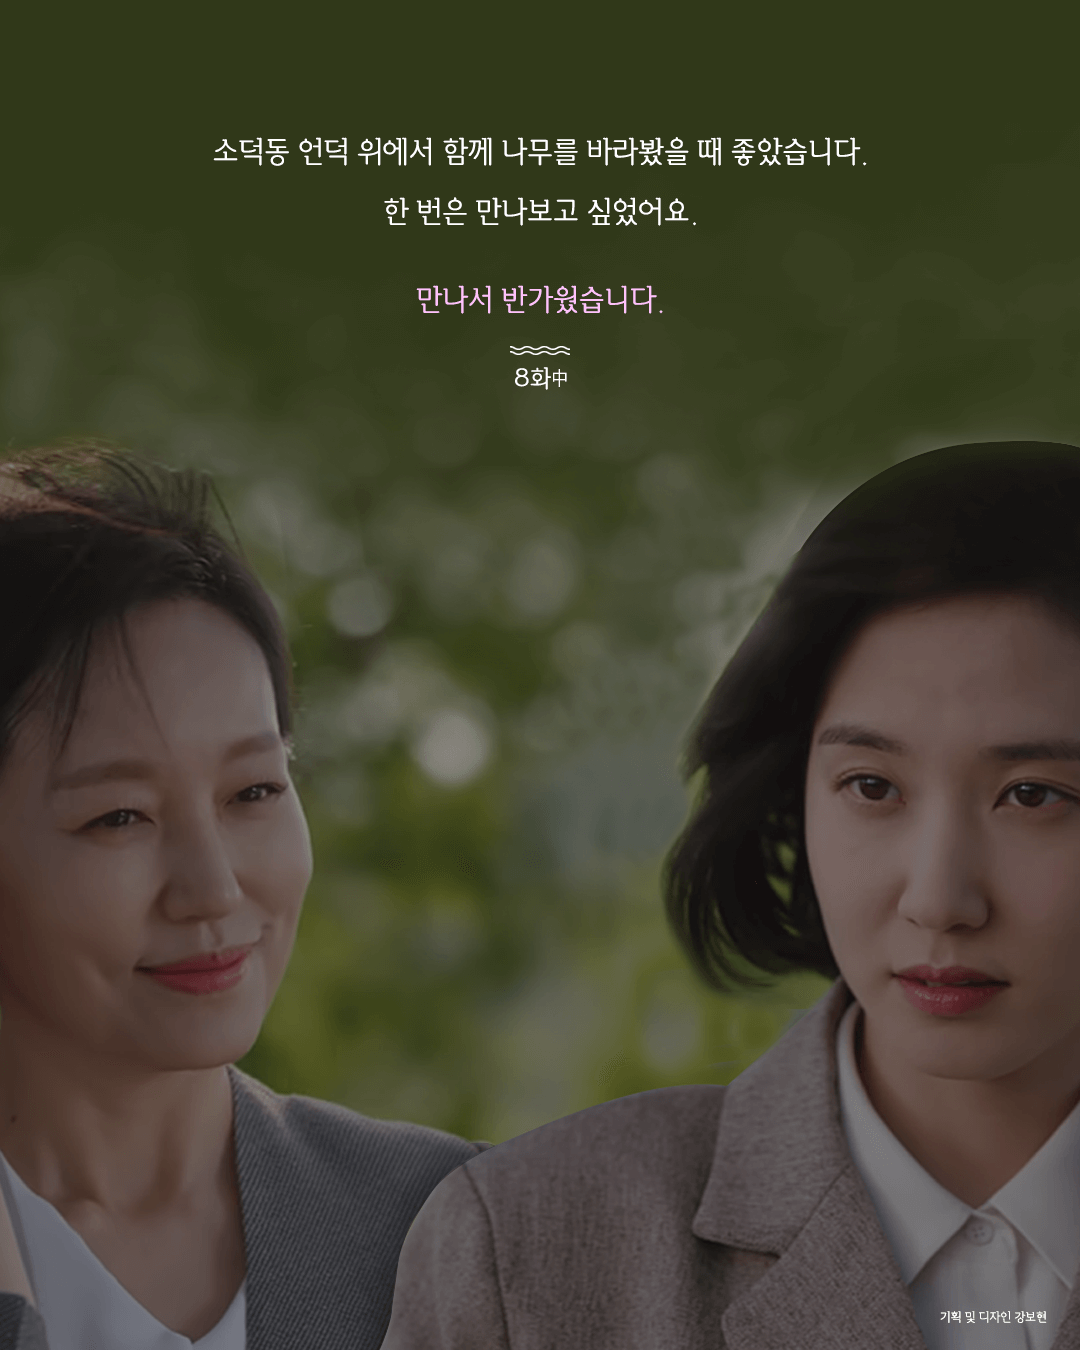 소덕동 언덕 위에서 함께 나무를 바라봤을 때 좋았습니다.
한 번은 만나보고 싶었어요.
만나서 반가웠습니다.
8화中
기획 및 디자인 강보현